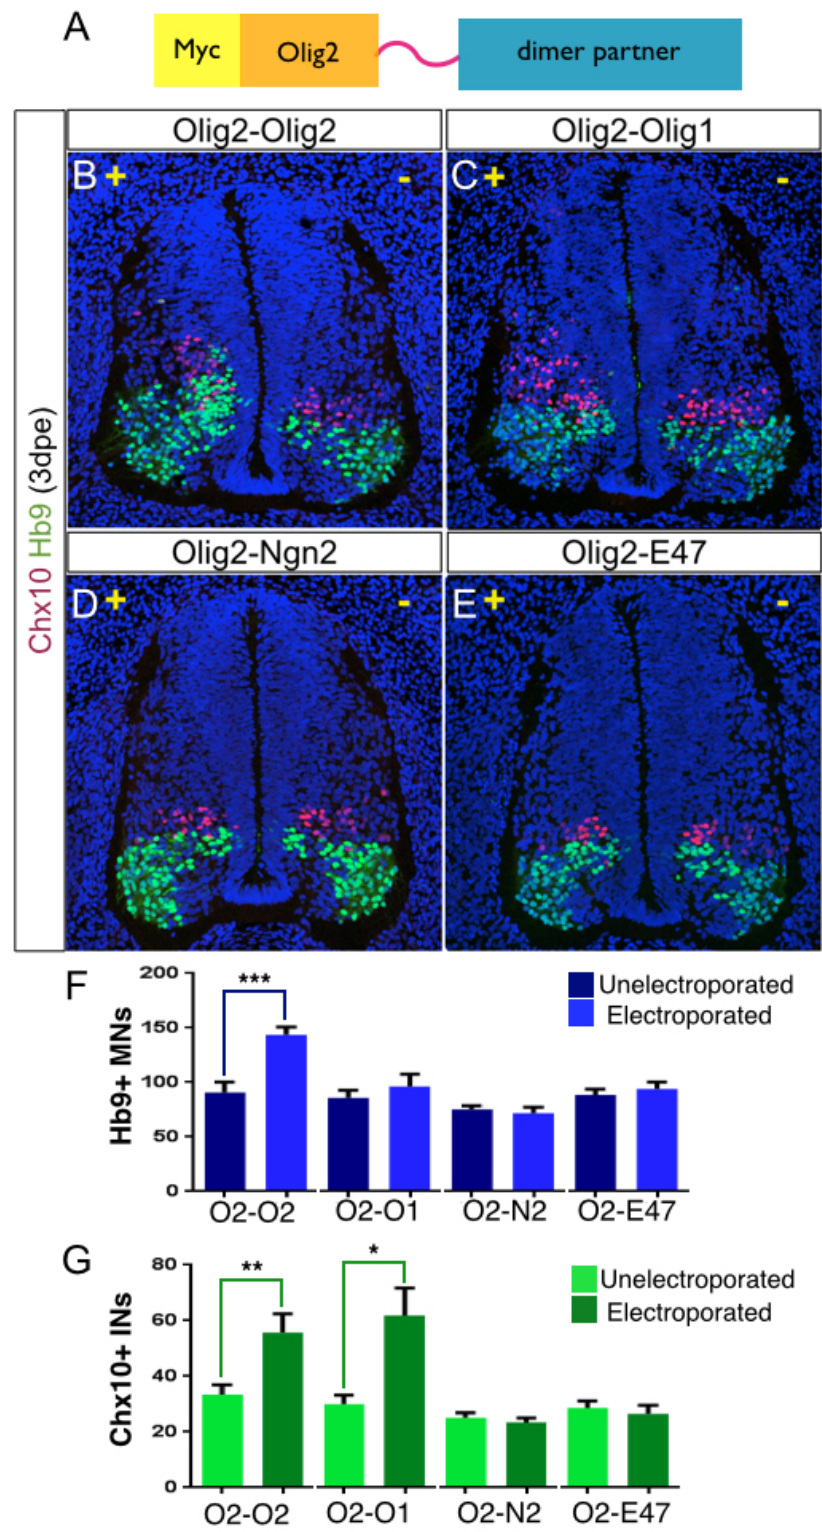 A
Myc
Olig2
dimer partner
Chx10 Hb9 (3dpe)
Olig2-Olig2
Olig2-Olig1
B + -
C + -
Olig2-Ngn2
Olig2-E47
D + -
E + -
F
Hb9+ MNs
200
150
100
50
0
***
Unelectroporated
Electroporated
O2-O2
O2-O1
O2-N2
O2-E47
G
Chx10+ INs
80
60
40
20
0
**
*
Unelectroporated
Electroporated
O2-O2
O2-O1
O2-N2
O2-E47